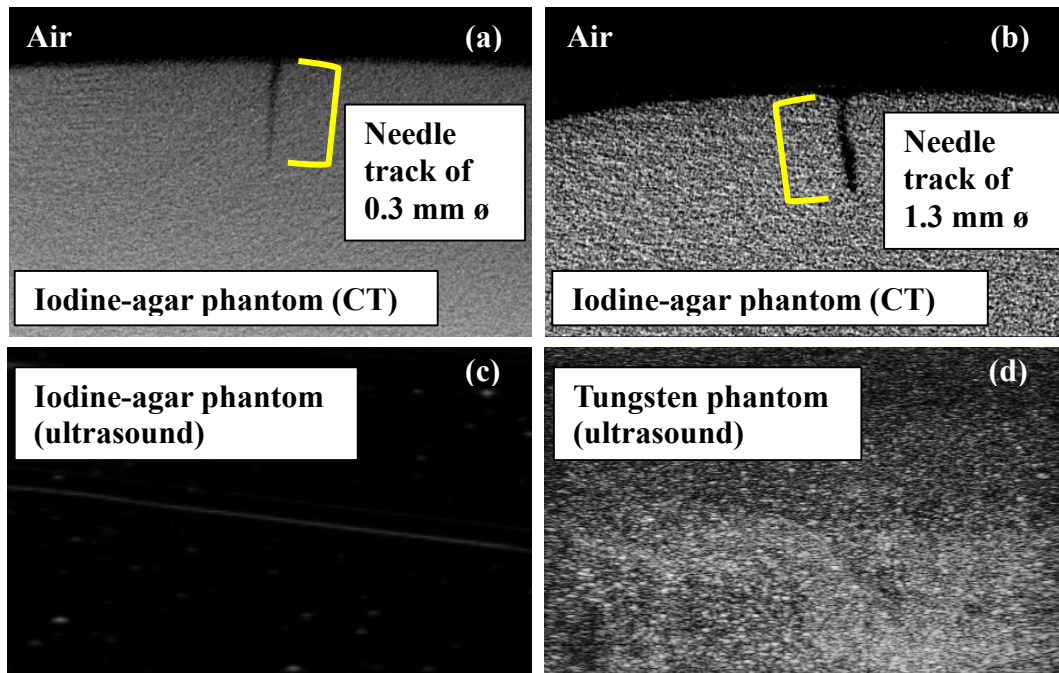 Air
(a)
Needle
track of
0.3 mm ø
Iodine-agar phantom (CT)
Air
(b)
Needle
track of
1.3 mm ø
Iodine-agar phantom (CT)
Iodine-agar phantom
(ultrasound)
(c)
Tungsten phantom
(ultrasound)
(d)